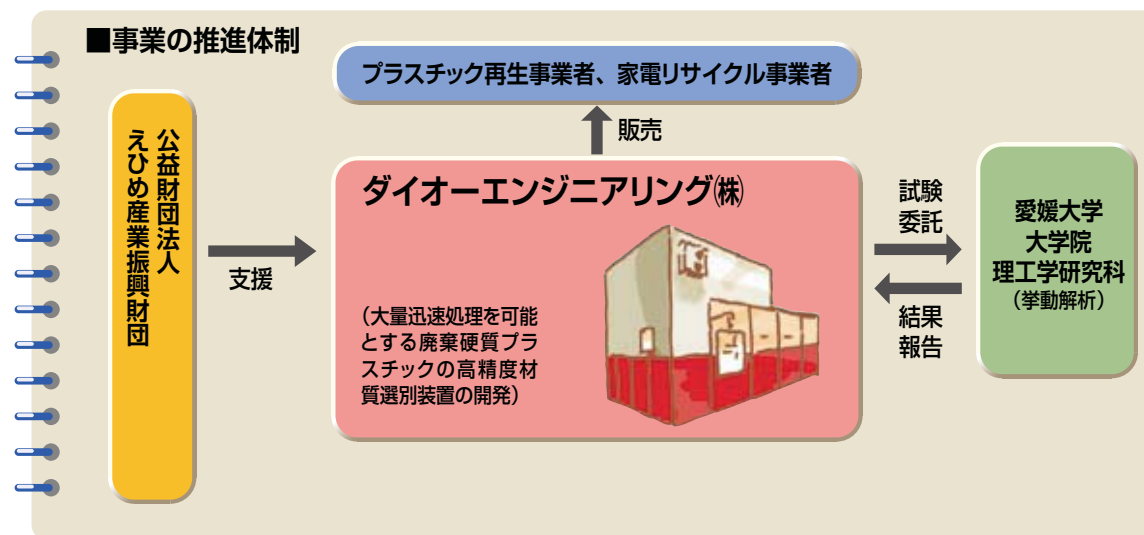 ■事業の推進体制
プラスチック再生事業者、家電リサイクル事業者
販売
公益財団法人
えひめ産業振興財団
支援
ダイオーエンジニアリング㈱
（大量迅速処理を可能
とする廃棄硬質プラ
スチックの高精度材
質選別装置の開発）
試験
委託
結果
報告
愛媛大学
大学院
理工学研究科
（挙動解析）